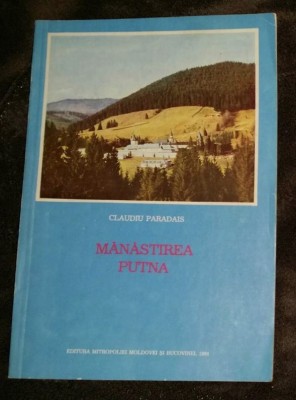 CLAUDIU PARADAIS
MĂNĂSTIREA
PUTNA
EDITURA MITROPOLIEI MOLDOVEI ȘI BUCOVINEI,